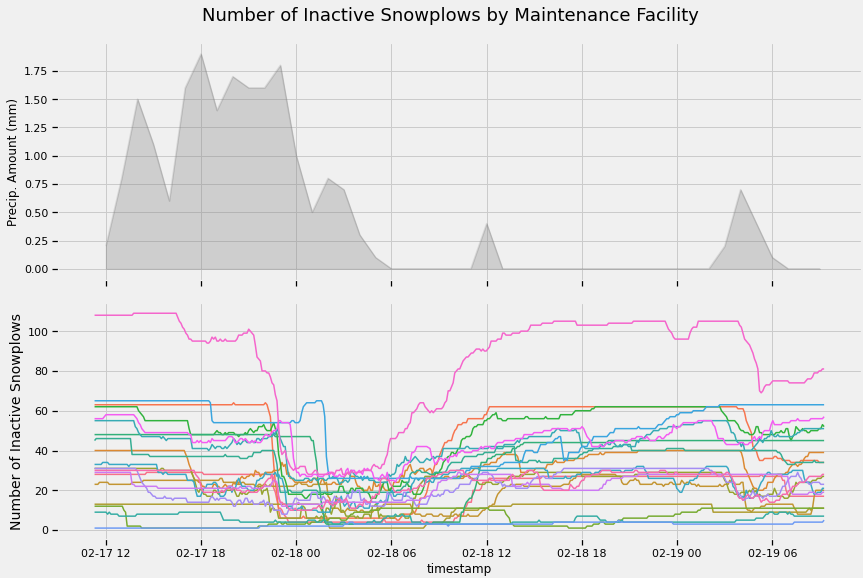 Number of Inactive Snowplows by Maintenance Facility
Precip. Amount (mm)
1.75
1.50
1.25
1.00
0.75
0.50
0.25
0.00
Number of Inactive Snowplows
100
80
60
40
20
0
02-17 12 02-17 18 02-18 00 02-18 06 02-18 12 02-18 18 02-19 00 02-19 06
timestamp